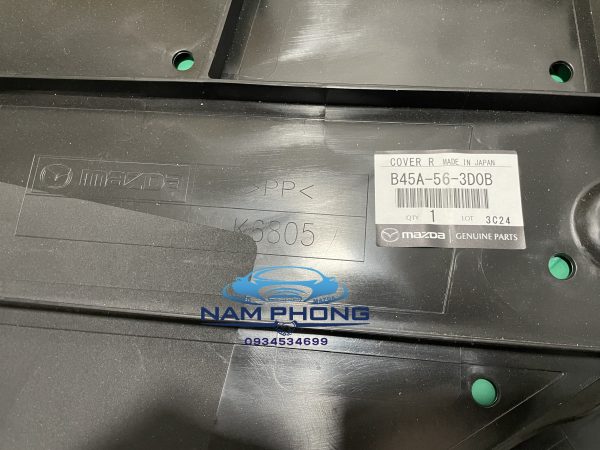 COVER R MADE IN JAPAN
B45A-56-3D0B
QTY 1 LOT 3C24
mazda GENUINE PARTS
mazda >PP<
K6805
NAM PHONG
0934534699